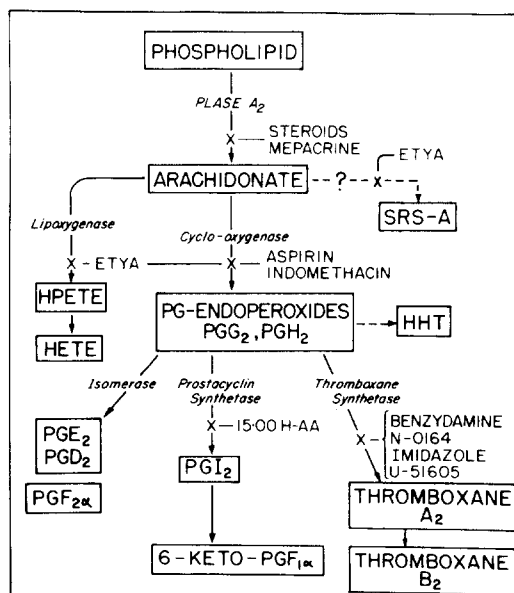 PHOSPHOLIPID
PLASE A₂
X
STEROIDS
MEPACRINE
ARACHIDONATE
?
X
ETYA
SRS-A
Lipoxygenase
Cyclo-oxygenase
X
ETYA
X
ASPIRIN
INDOMETHACIN
HPETE
HETE
PG-ENDOPEROXIDES
PGG₂, PGH₂
HHT
Isomerase
Prostacyclin
Synthetase
Thromboxane
Synthetase
X
15·OO H-AA
X
BENZYDAMINE
N-0164
IMIDAZOLE
U-51605
PGE₂
PGD₂
PGF₂α
PGI₂
6-KETO-PGF₁α
THROMBOXANE
A₂
THROMBOXANE
B₂